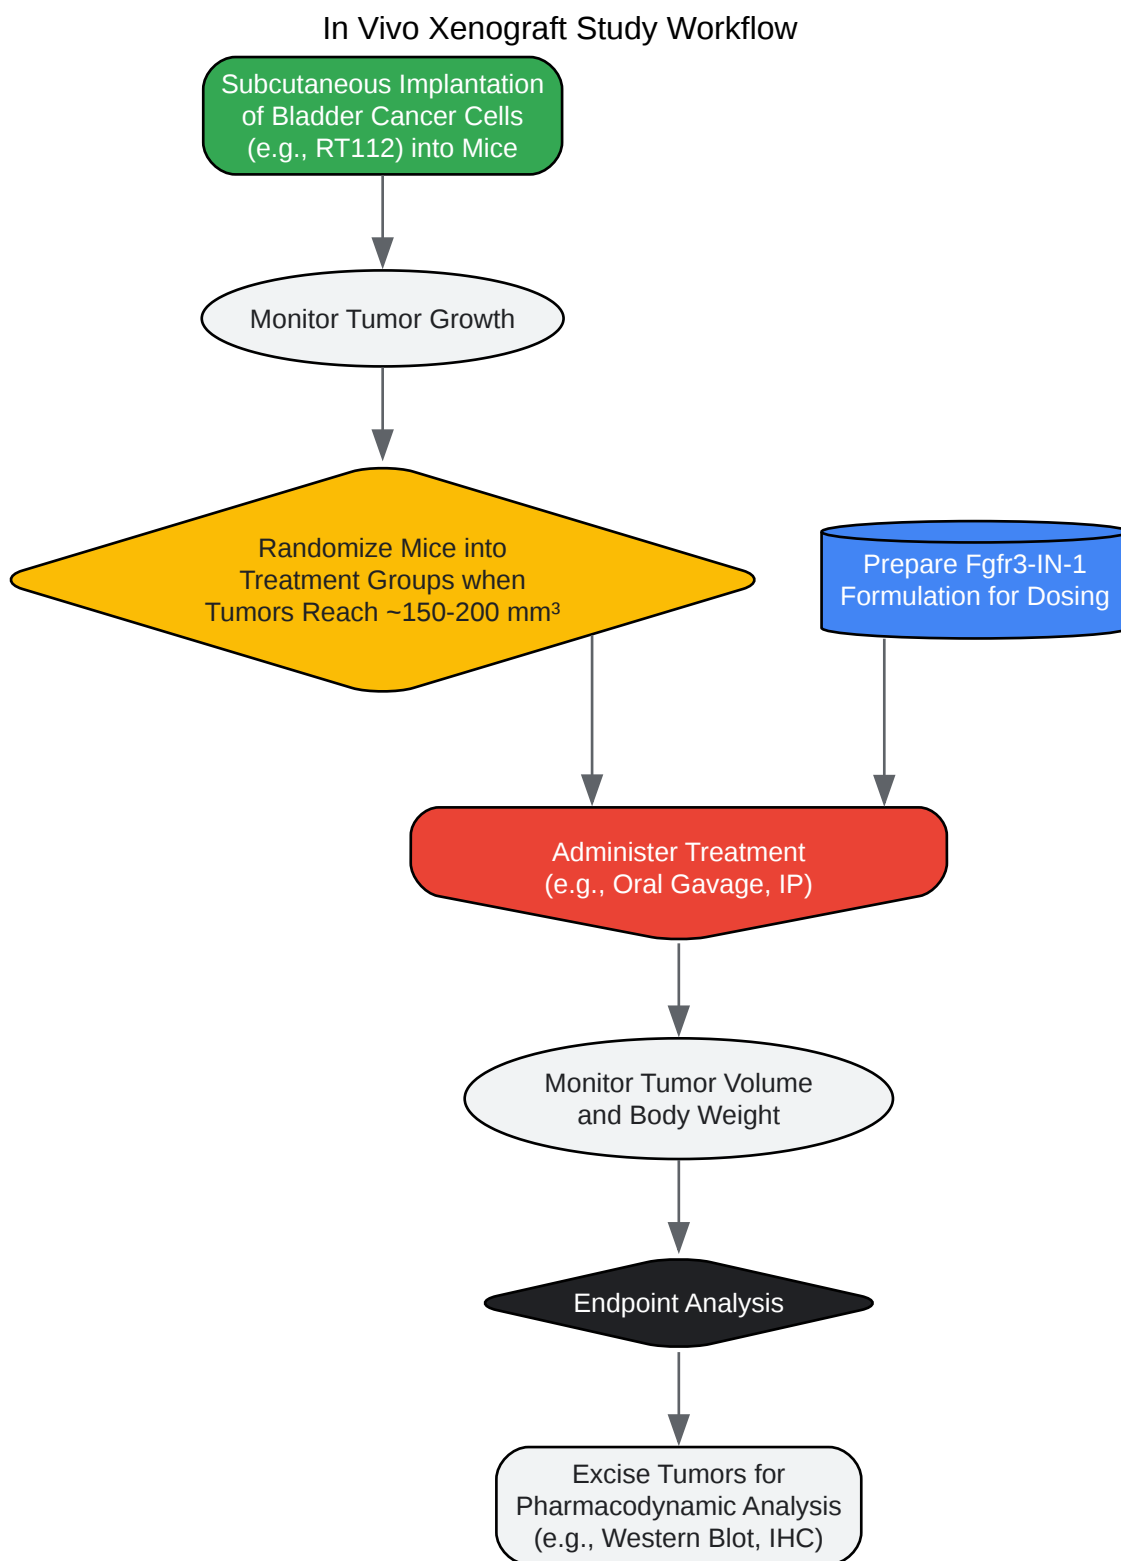 In Vivo Xenograft Study Workflow
Subcutaneous Implantation
of Bladder Cancer Cells
(e.g., RT112) into Mice
Monitor Tumor Growth
Randomize Mice into
Treatment Groups when
Tumors Reach ~150-200 mm³
Prepare Fgfr3-IN-1
Formulation for Dosing
Administer Treatment
(e.g., Oral Gavage, IP)
Monitor Tumor Volume
and Body Weight
Endpoint Analysis
Excise Tumors for
Pharmacodynamic Analysis
(e.g., Western Blot, IHC)